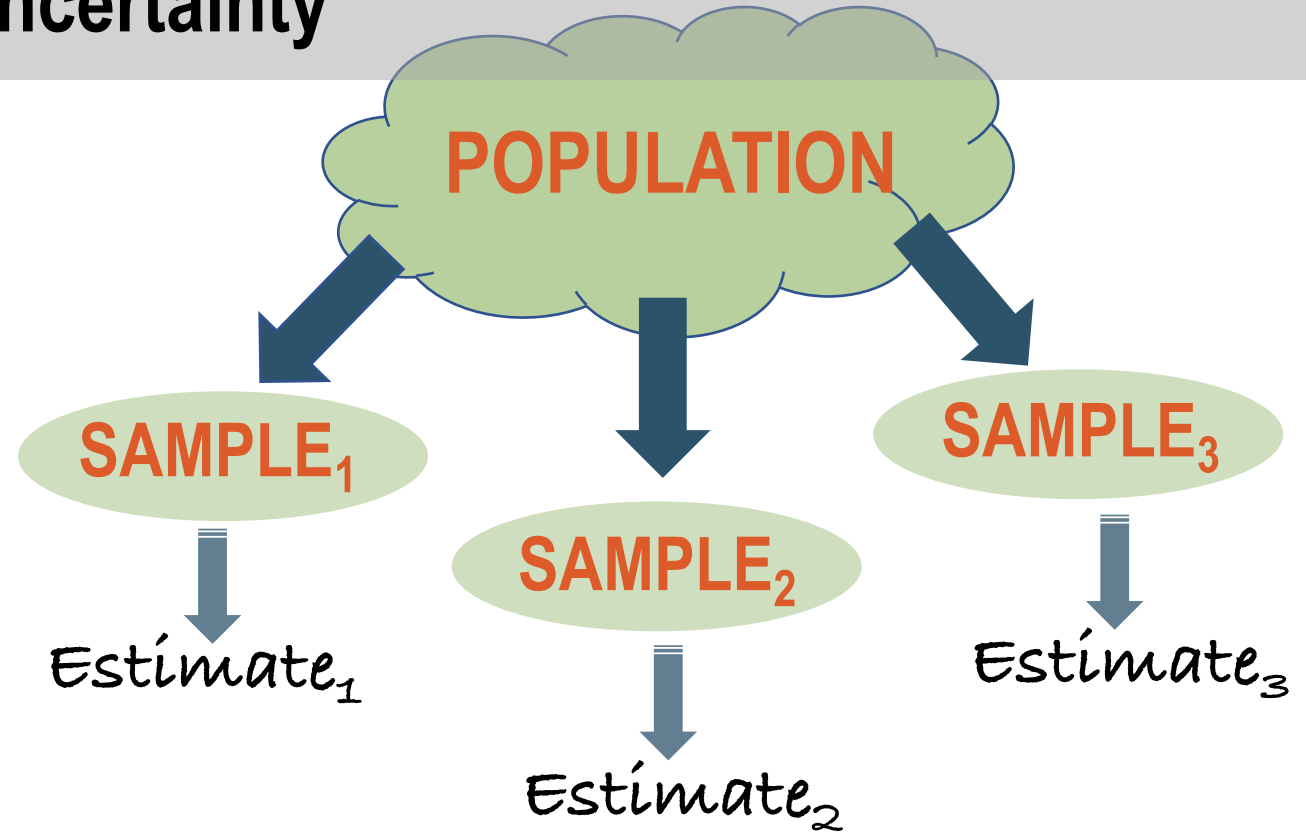 ncertainty
POPULATION
SAMPLE₁
SAMPLE₂
SAMPLE₃
Estimate₁
Estimate₂
Estimate₃